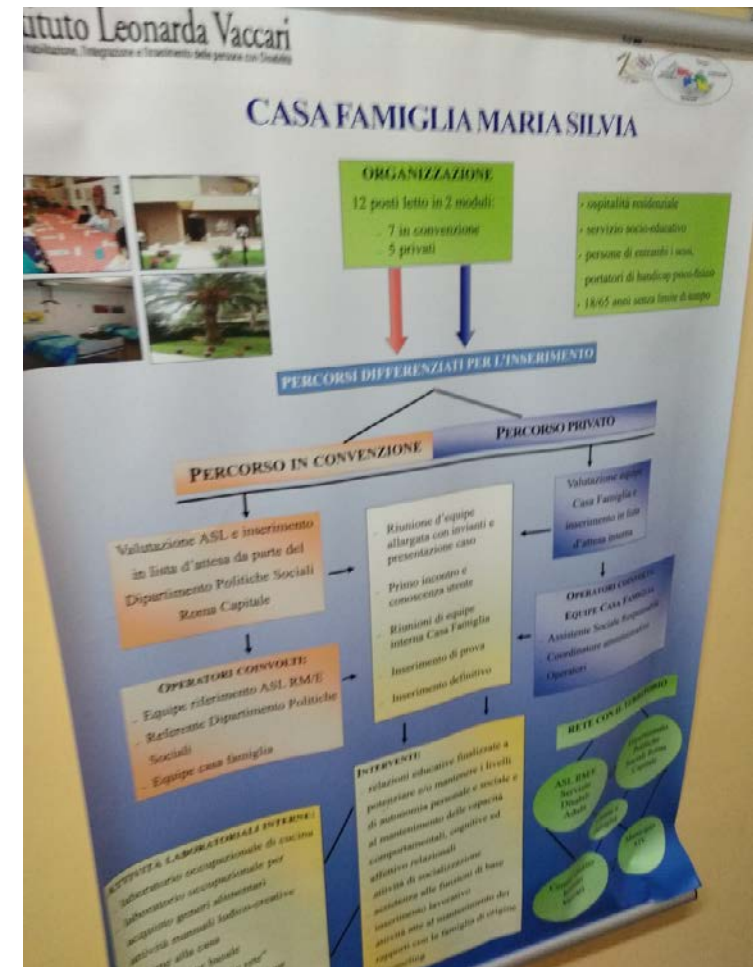 ituto Leonarda Vaccari
CASA FAMIGLIA MARIA SILVIA
ORGANIZZAZIONE
12 posti letto in 2 moduli:
- 7 in convenzione
- 5 privati
- ospitalità residenziale
- servizio socio-educativo
- persone di entrambi i sessi,
portatori di handicap psico-fisico
- 18/65 anni senza limite di tempo
PERCORSI DIFFERENZIATI PER L'INSERIMENTO
PERCORSO IN CONVENZIONE
PERCORSO PRIVATO
Valutazione ASL e inserimento
in lista d'attesa da parte del
Dipartimento Politiche Sociali
Roma Capitale
OPERATORI COINVOLTI:
- Equipe riferimento ASL RM/E
- Referente Dipartimento Politiche
Sociali
- Equipe casa famiglia
- Riunione d'equipe
allargata con invianti e
presentazione caso
- Primo incontro e
conoscenza utente
- Riunioni di equipe
interna Casa Famiglia
- Inserimento di prova
- Inserimento definitivo
Valutazione equipe
Casa Famiglia e
inserimento in lista
d'attesa interna
OPERATORI COINVOLTI:
EQUIPE CASA FAMIGLIA
Assistente Sociale Responsabile
Coordinatore amministrativo
Operatori
INTERVENTI:
relazioni educative finalizzate a
potenziare e/o mantenere i livelli
di autonomia personale e sociale e
al mantenimento delle capacità
comportamentali, cognitive ed
affettivo relazionali
attività di socializzazione
assistenza alle funzioni di base
inserimento lavorativo
attività atte al mantenimento dei
rapporti con la famiglia di origine
RETE CON IL TERRITORIO
ASL RM/E
Servizio
Disabili
Adulti
Politiche
Sociali Roma
Capitale
Municipio
ATTIVITÀ LABORATORIALI INTERNE:
laboratorio occupazionale di cucina
laboratorio occupazionale per
acquisto generi alimentari
attività manuali ludico-creative